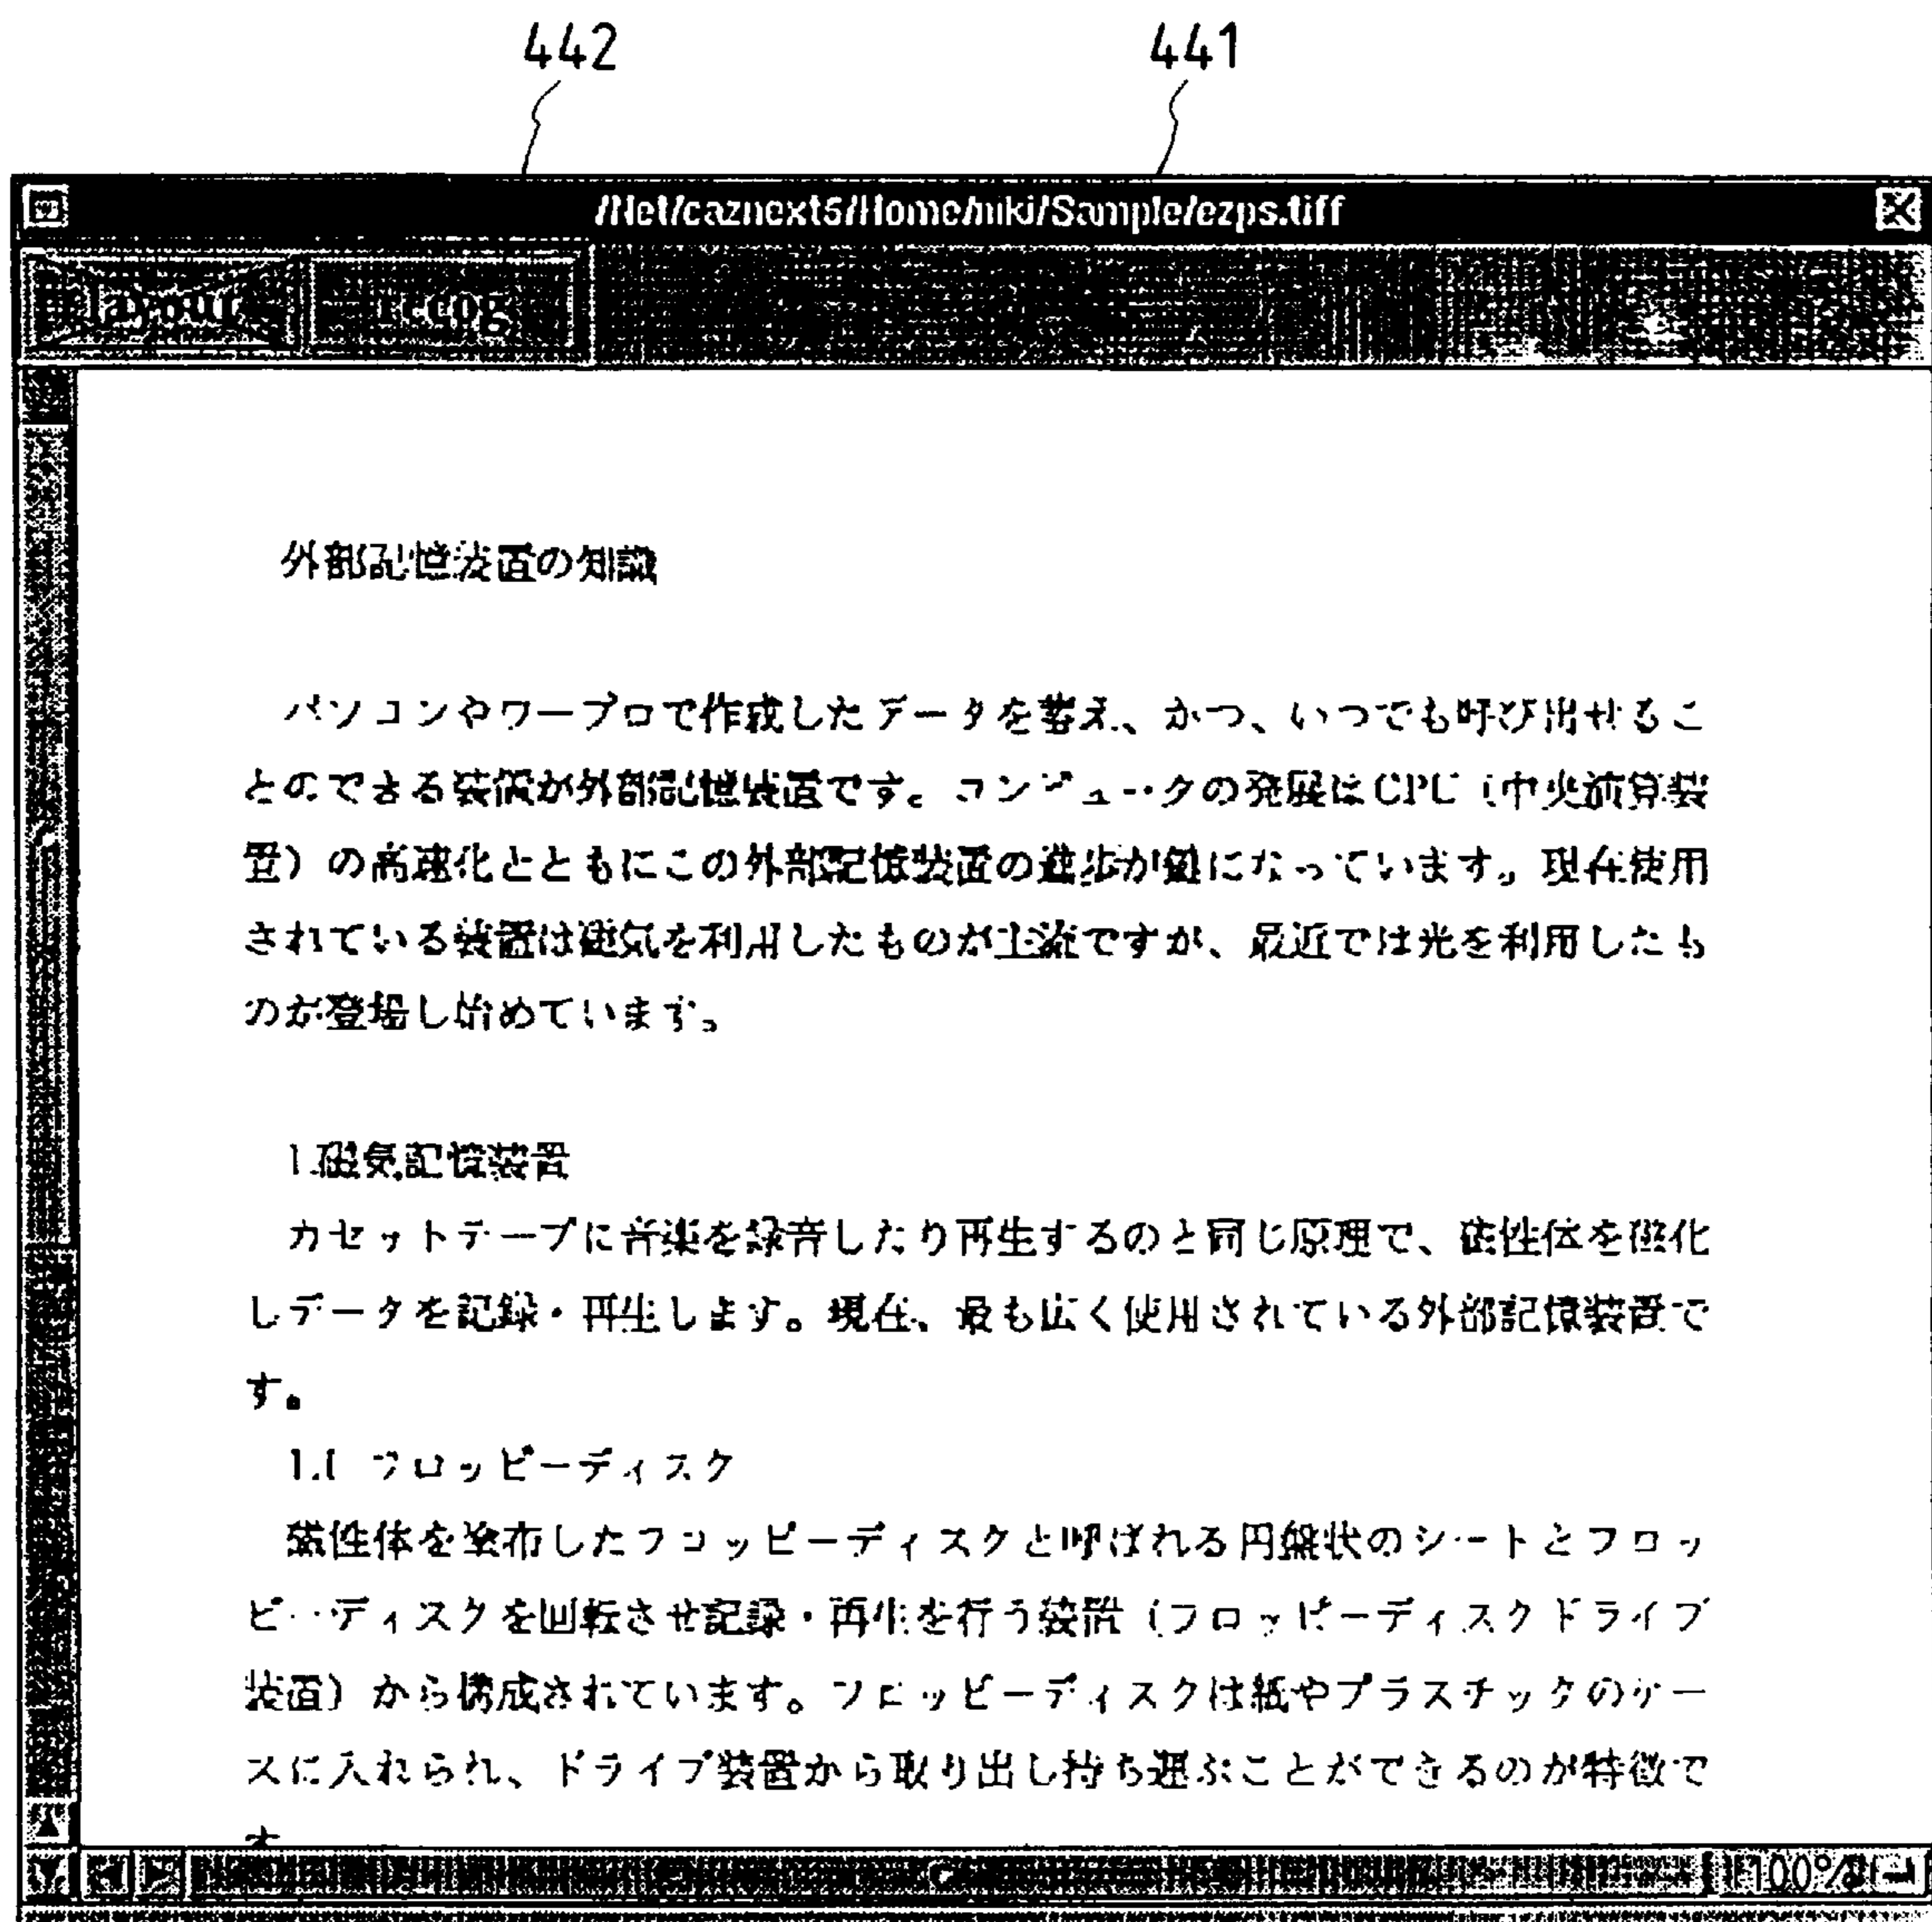 442 441
/Net/caznext5/Home/niki/Sample/ezps.tiff
layout recog
外部記憶装置の知識
パソコンやワープロで作成したデータを蓄え、かつ、いつでも呼び出せるこ
とのできる装備が外部記憶装置です。コンピュータの発展はCPU(中央演算装
置)の高速化とともにこの外部記憶装置の進歩が鍵になっています。現在使用
されている装置は磁気を利用したものが主流ですが、最近では光を利用したも
のが登場し始めています。
1.磁気記憶装置
カセットテープに音楽を録音したり再生するのと同じ原理で、磁性体を磁化
しデータを記録・再生します。現在、最も広く使用されている外部記憶装置で
す。
1.1 フロッピーディスク
磁性体を塗布したフロッピーディスクと呼ばれる円盤状のシートとフロッ
ピーディスクを回転させ記録・再生を行う装置(フロッピーディスクドライブ
装置)から構成されています。フロッピーディスクは紙やプラスチックのケー
スに入れられ、ドライブ装置から取り出し持ち運ぶことができるのが特徴で
100%